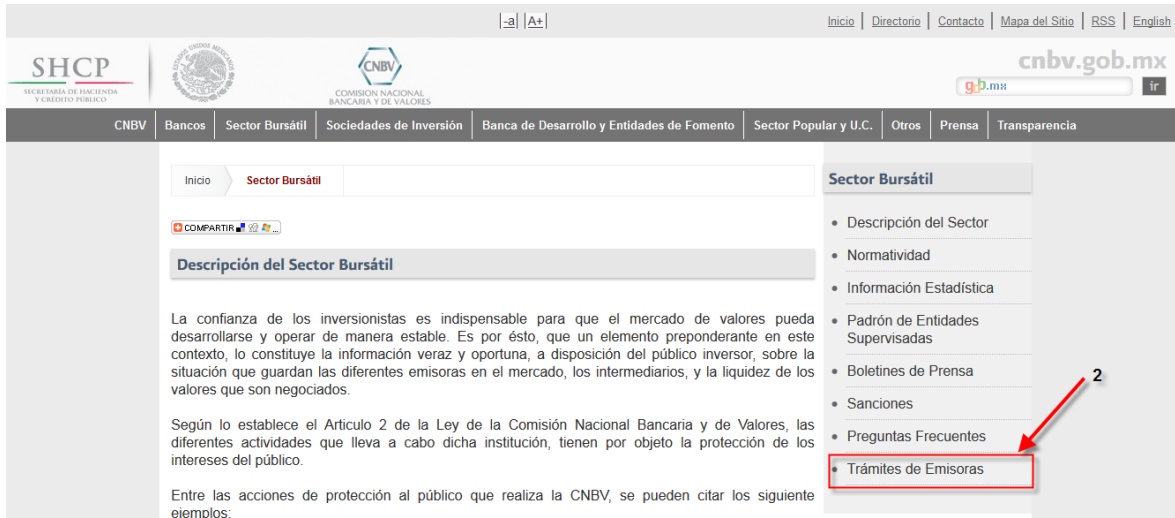 |-a| |A+|
Inicio | Directorio | Contacto | Mapa del Sitio | RSS | English
SHCP
SECRETARÍA DE HACIENDA
Y CRÉDITO PÚBLICO
ESTADOS UNIDOS MEXICANOS
CNBV
COMISION NACIONAL
BANCARIA Y DE VALORES
cnbv.gob.mx
gob.mx
ir
CNBV | Bancos | Sector Bursátil | Sociedades de Inversión | Banca de Desarrollo y Entidades de Fomento | Sector Popular y U.C. | Otros | Prensa | Transparencia
Inicio
Sector Bursátil
COMPARTIR
...
Descripción del Sector Bursátil
La confianza de los inversionistas es indispensable para que el mercado de valores pueda
desarrollarse y operar de manera estable. Es por ésto, que un elemento preponderante en este
contexto, lo constituye la información veraz y oportuna, a disposición del público inversor, sobre la
situación que guardan las diferentes emisoras en el mercado, los intermediarios, y la liquidez de los
valores que son negociados.
Según lo establece el Articulo 2 de la Ley de la Comisión Nacional Bancaria y de Valores, las
diferentes actividades que lleva a cabo dicha institución, tienen por objeto la protección de los
intereses del público.
Entre las acciones de protección al público que realiza la CNBV, se pueden citar los siguiente
ejemplos:
Sector Bursátil
• Descripción del Sector
• Normatividad
• Información Estadística
• Padrón de Entidades
Supervisadas
• Boletines de Prensa
• Sanciones
• Preguntas Frecuentes
• Trámites de Emisoras
2